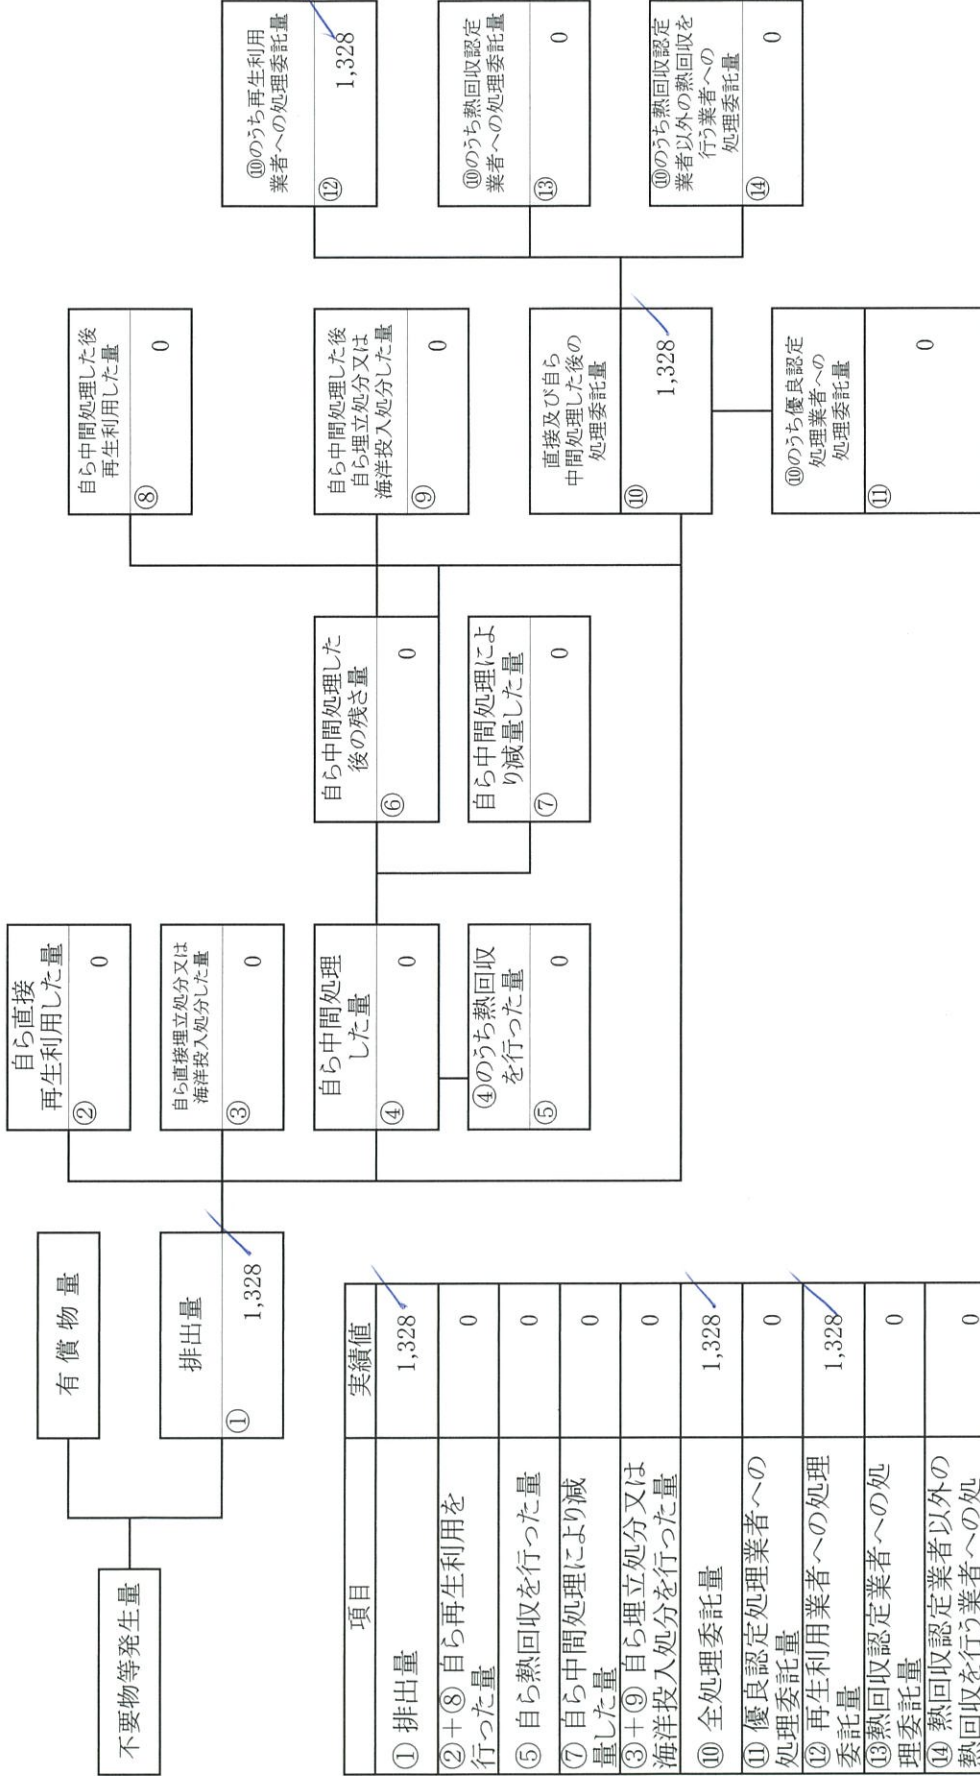 不要物等発生量
有償物量
排出量
①
1,328
自ら直接
再生利用した量
②
0
自ら直接埋立処分又は
海洋投入処分した量
③
0
自ら中間処理
した量
④
0
④のうち熱回収
を行った量
⑤
0
自ら中間処理した
後の残さ量
⑥
0
自ら中間処理によ
り減量した量
⑦
0
自ら中間処理した後
再生利用した量
⑧
0
自ら中間処理した後
自ら埋立処分又は
海洋投入処分した量
⑨
0
直接及び自ら
中間処理した後の
処理委託量
⑩
1,328
⑩のうち優良認定
処理業者への
処理委託量
⑪
0
⑩のうち再生利用
業者への処理委託量
⑫
1,328
⑩のうち熱回収認定
業者への処理委託量
⑬
0
⑩のうち熱回収認定
業者以外の熱回収を
行う業者への
処理委託量
⑭
0
項目 実績値
① 排出量 1,328
②+⑧ 自ら再生利用を
行った量 0
⑤ 自ら熱回収を行った量 0
⑦ 自ら中間処理により減
量した量 0
③+⑨ 自ら埋立処分又は
海洋投入処分を行った量 0
⑩ 全処理委託量 1,328
⑪ 優良認定処理業者への
処理委託量 0
⑫ 再生利用業者への処理
委託量 1,328
⑬熱回収認定業者への処
理委託量 0
⑭ 熱回収認定業者以外の
熱回収を行う業者への処 0